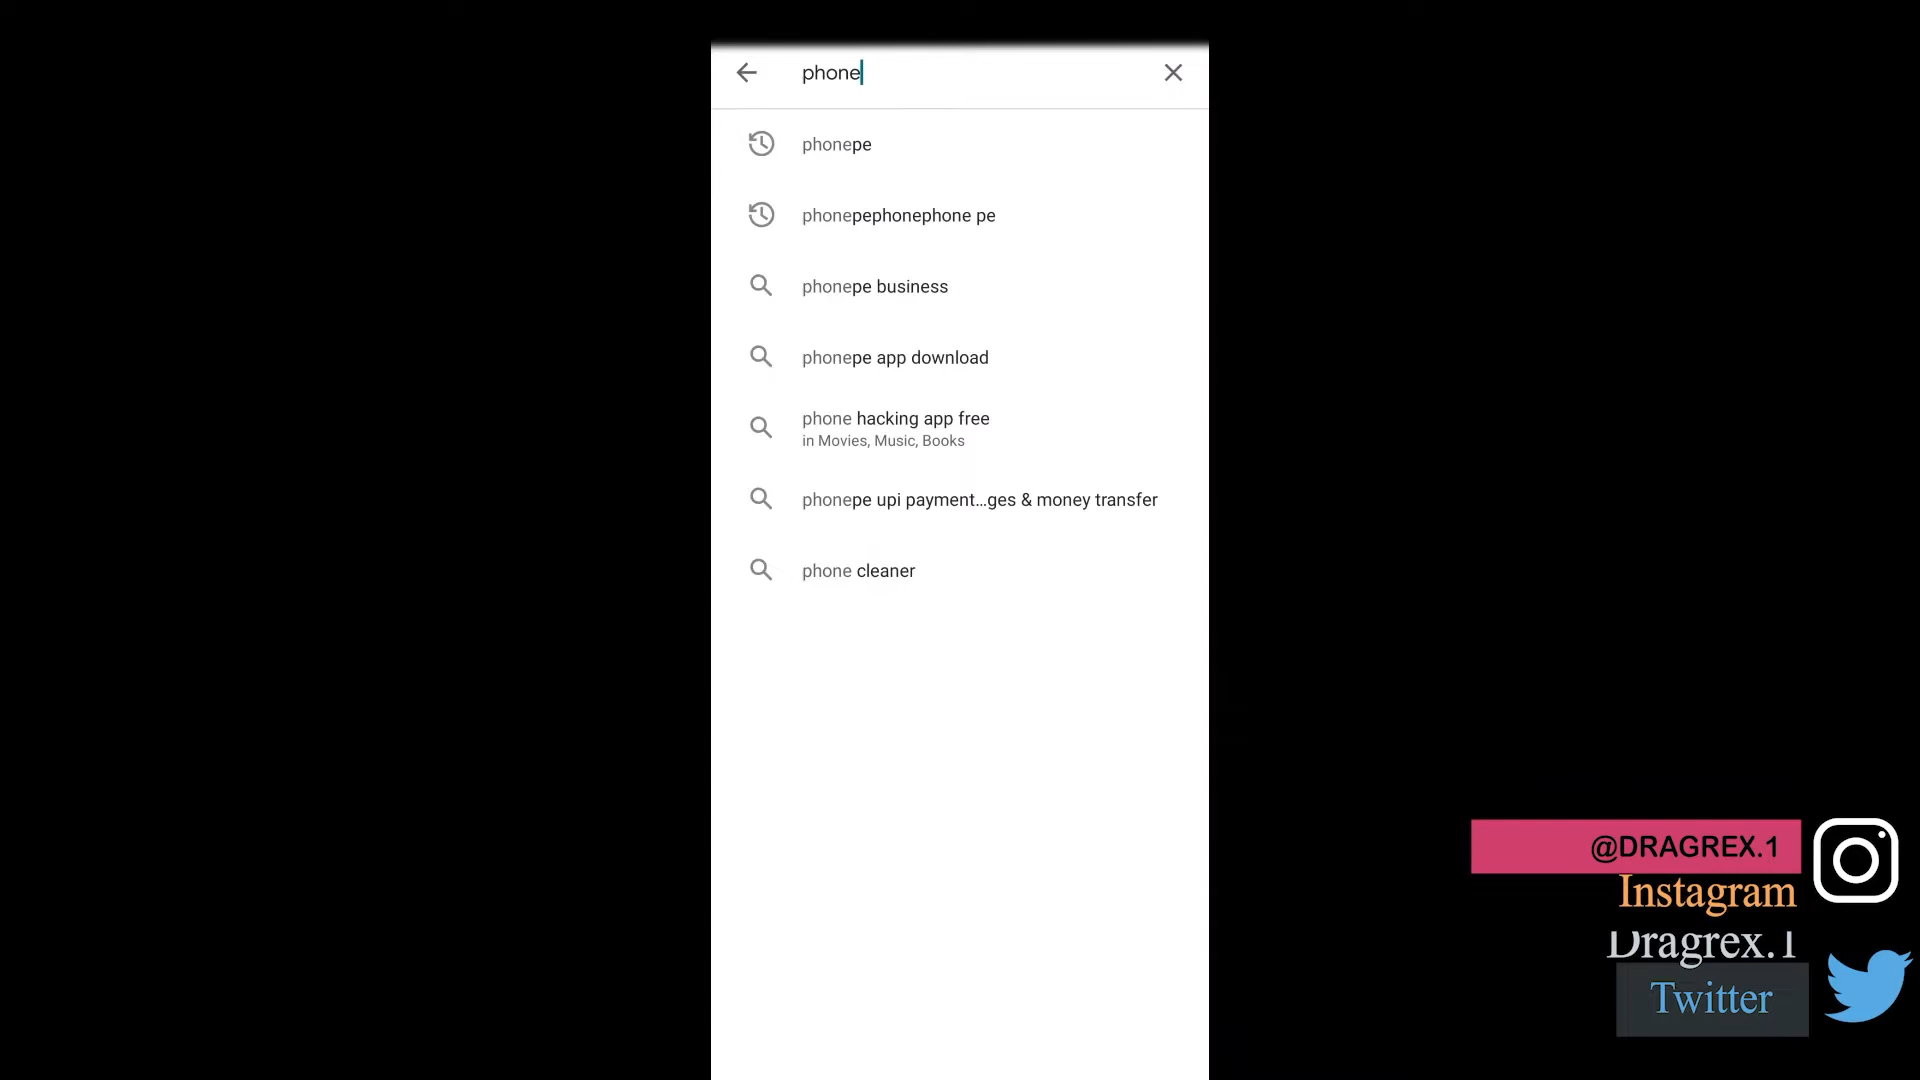 phone
phonepe
phonepephonephone pe
phonepe business
phonepe app download
phone hacking app free
in Movies, Music, Books
phonepe upi payment...ges & money transfer
phone cleaner
@DRAGREX.1
Instagram
Dragrex.1
Twitter